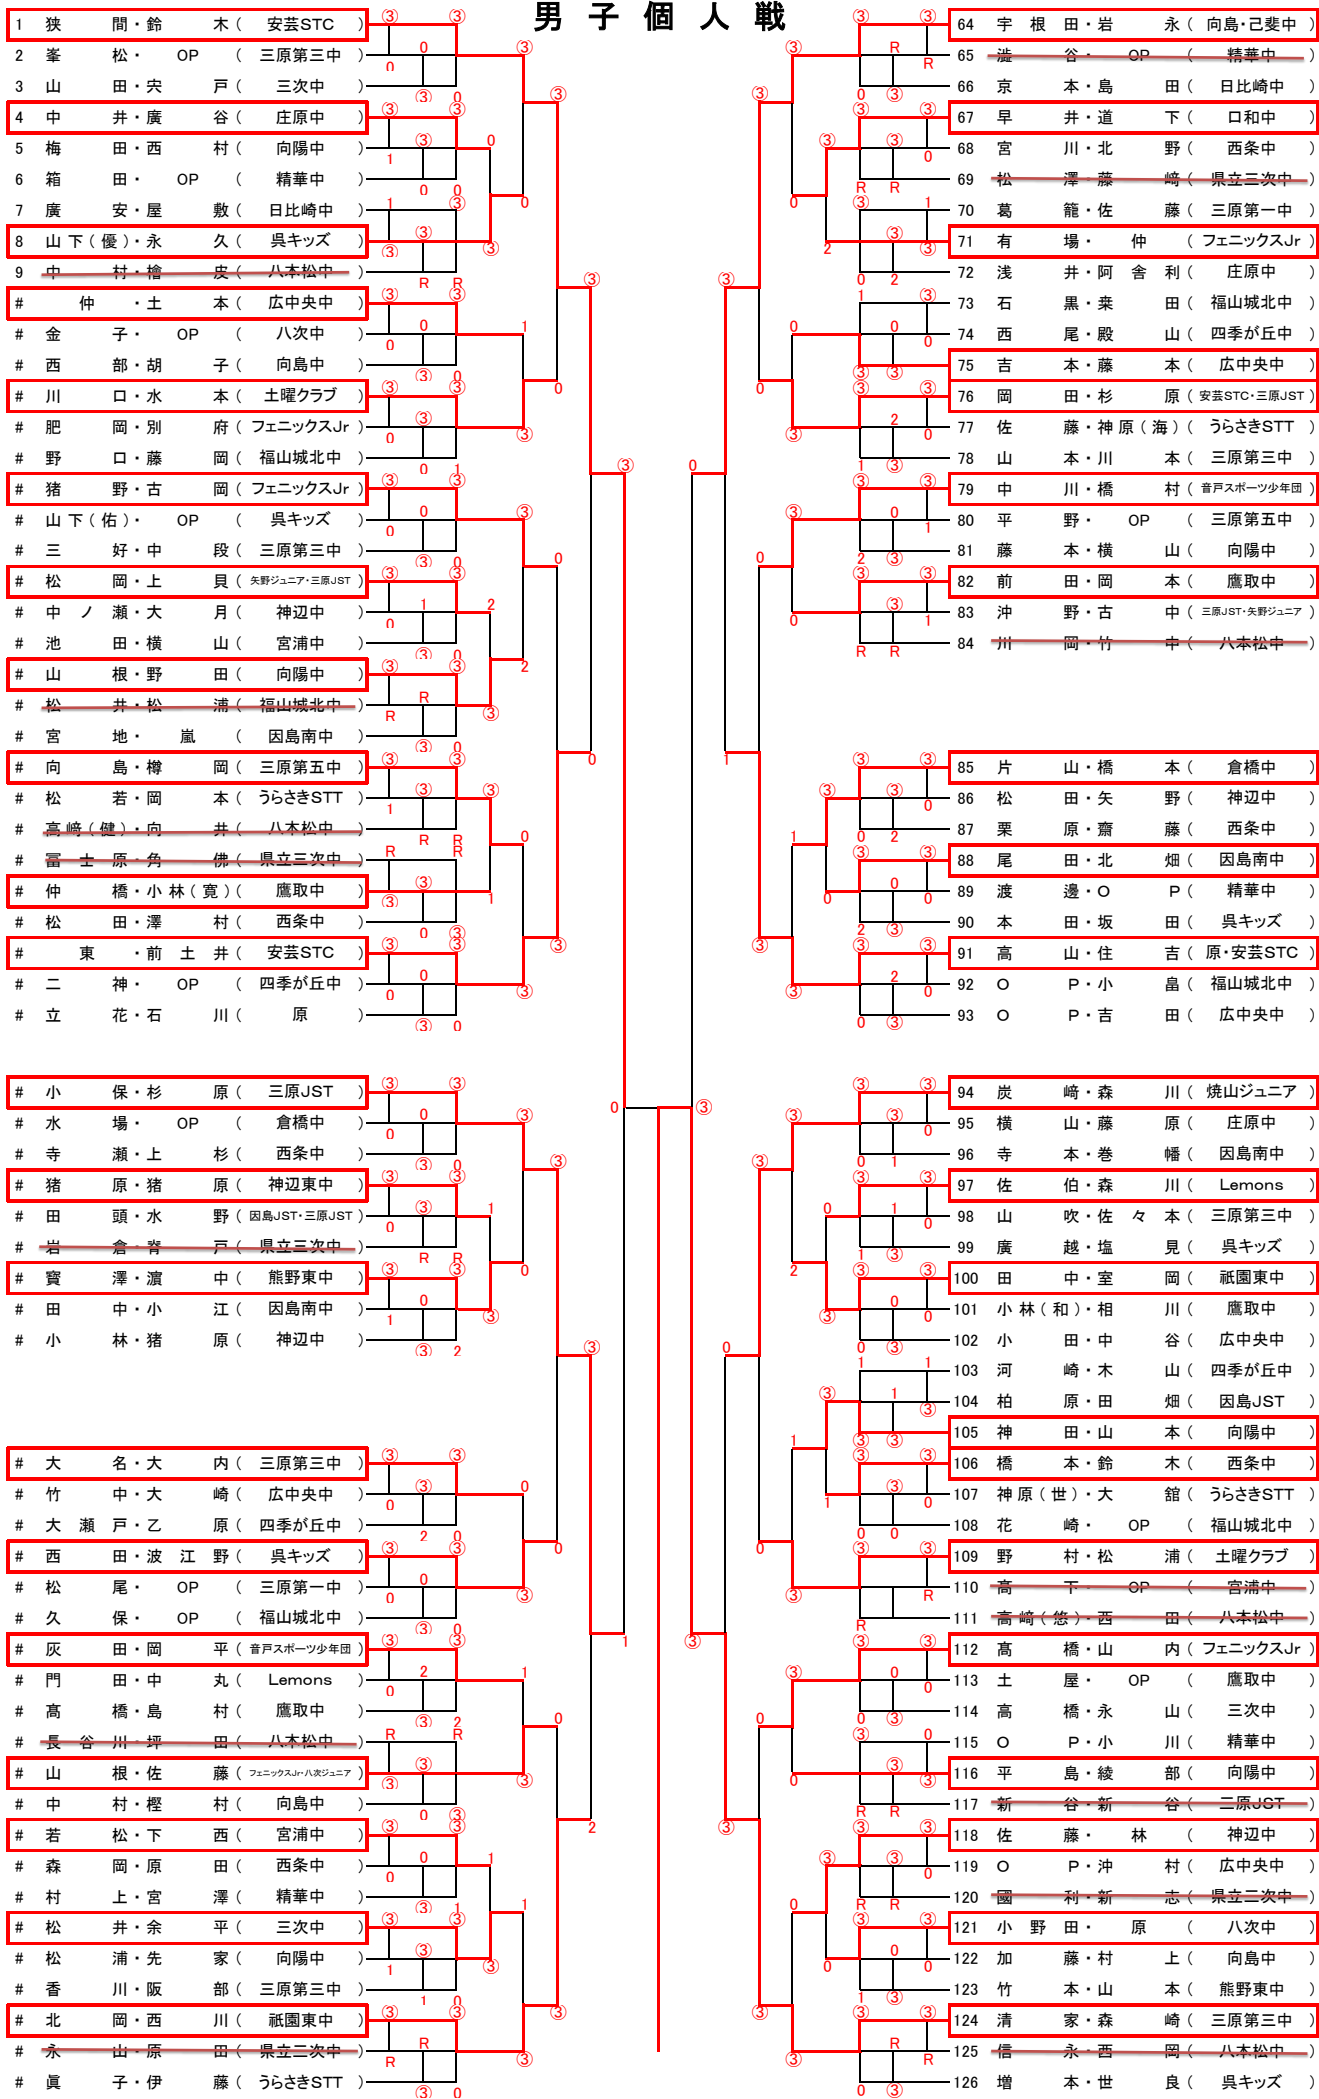 男子個人戦
1 狭間・鈴木 (安芸STC)
2 峯松・OP (三原第三中)
3 山田・宍戸 (三次中)
4 中井・廣谷 (庄原中)
5 梅田・西村 (向陽中)
6 箱田・OP (精華中)
7 廣安・屋敷 (日比崎中)
8 山下(優)・永久 (呉キッズ)
9 中村・檜皮 (八本松中)
# 仲・土本 (広中央中)
# 金子・OP (八次中)
# 西部・胡子 (向島中)
# 川口・水本 (土曜クラブ)
# 肥岡・別府 (フェニックスJr)
# 野口・藤岡 (福山城北中)
# 猪野・古岡 (フェニックスJr)
# 山下(佑)・OP (呉キッズ)
# 三好・中段 (三原第三中)
# 松岡・上貝 (矢野ジュニア・三原JST)
# 中ノ瀬・大月 (神辺中)
# 池田・横山 (宮浦中)
# 山根・野田 (向陽中)
# 松井・松浦 (福山城北中)
# 宮地・嵐 (因島南中)
# 向島・樽岡 (三原第五中)
# 松若・岡本 (うらさきSTT)
# 高﨑(健)・向井 (八本松中)
# 冨士原・角佛 (県立三次中)
# 仲橋・小林(寛) (鷹取中)
# 松田・澤村 (西条中)
# 東・前土井 (安芸STC)
# 二神・OP (四季が丘中)
# 立花・石川 (原)
# 小保・杉原 (三原JST)
# 水場・OP (倉橋中)
# 寺瀬・上杉 (西条中)
# 猪原・猪原 (神辺東中)
# 田頭・水野 (因島JST・三原JST)
# 岩倉・脊戸 (県立三次中)
# 寳澤・濵中 (熊野東中)
# 田中・小江 (因島南中)
# 小林・猪原 (神辺中)
# 大名・大内 (三原第三中)
# 竹中・大崎 (広中央中)
# 大瀬戸・乙原 (四季が丘中)
# 西田・波江野 (呉キッズ)
# 松尾・OP (三原第一中)
# 久保・OP (福山城北中)
# 灰田・岡平 (音戸スポーツ少年団)
# 門田・中丸 (Lemons)
# 髙橋・島村 (鷹取中)
# 長谷川・坪田 (八本松中)
# 山根・佐藤 (フェニックスJr・八次ジュニア)
# 中村・樫村 (向島中)
# 若松・下西 (宮浦中)
# 森岡・原田 (西条中)
# 村上・宮澤 (精華中)
# 松井・余平 (三次中)
# 松浦・先家 (向陽中)
# 香川・阪部 (三原第三中)
# 北岡・西川 (祇園東中)
# 永山・原田 (県立三次中)
# 眞子・伊藤 (うらさきSTT)
64 宇根田・岩永 (向島・己斐中)
65 澁谷・OP (精華中)
66 京本・島田 (日比崎中)
67 早井・道下 (口和中)
68 宮川・北野 (西条中)
69 松澤・藤﨑 (県立三次中)
70 葛籠・佐藤 (三原第一中)
71 有場・仲 (フェニックスJr)
72 浅井・阿舎利 (庄原中)
73 石黒・桒田 (福山城北中)
74 西尾・殿山 (四季が丘中)
75 吉本・藤本 (広中央中)
76 岡田・杉原 (安芸STC・三原JST)
77 佐藤・神原(海) (うらさきSTT)
78 山本・川本 (三原第三中)
79 中川・橋村 (音戸スポーツ少年団)
80 平野・OP (三原第五中)
81 藤本・横山 (向陽中)
82 前田・岡本 (鷹取中)
83 沖野・古中 (三原JST・矢野ジュニア)
84 川岡・竹中 (八本松中)
85 片山・橋本 (倉橋中)
86 松田・矢野 (神辺中)
87 栗原・齋藤 (西条中)
88 尾田・北畑 (因島南中)
89 渡邊・OP (精華中)
90 本田・坂田 (呉キッズ)
91 高山・住吉 (原・安芸STC)
92 OP・小畠 (福山城北中)
93 OP・吉田 (広中央中)
94 炭﨑・森川 (焼山ジュニア)
95 横山・藤原 (庄原中)
96 寺本・巻幡 (因島南中)
97 佐伯・森川 (Lemons)
98 山吹・佐々本 (三原第三中)
99 廣越・塩見 (呉キッズ)
100 田中・室岡 (祇園東中)
101 小林(和)・相川 (鷹取中)
102 小田・中谷 (広中央中)
103 河崎・木山 (四季が丘中)
104 柏原・田畑 (因島JST)
105 神田・山本 (向陽中)
106 橋本・鈴木 (西条中)
107 神原(世)・大舘 (うらさきSTT)
108 花崎・OP (福山城北中)
109 野村・松浦 (土曜クラブ)
110 髙下・OP (宮浦中)
111 高﨑(悠)・西田 (八本松中)
112 髙橋・山内 (フェニックスJr)
113 土屋・OP (鷹取中)
114 高橋・永山 (三次中)
115 OP・小川 (精華中)
116 平島・綾部 (向陽中)
117 新谷・新谷 (三原JST)
118 佐藤・林 (神辺中)
119 OP・沖村 (広中央中)
120 國利・新志 (県立三次中)
121 小野田・原 (八次中)
122 加藤・村上 (向島中)
123 竹本・山本 (熊野東中)
124 清家・森崎 (三原第三中)
125 信永・西岡 (八本松中)
126 増本・世良 (呉キッズ)